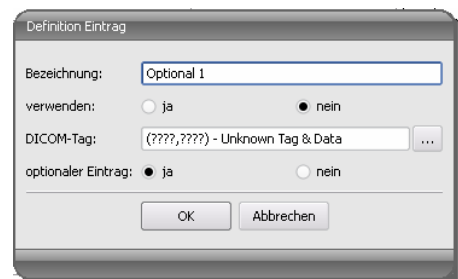 Definition Eintrag
Bezeichnung: Optional 1
verwenden: ja nein
DICOM-Tag: (????,????) - Unknown Tag & Data ...
optionaler Eintrag: ja nein
OK Abbrechen